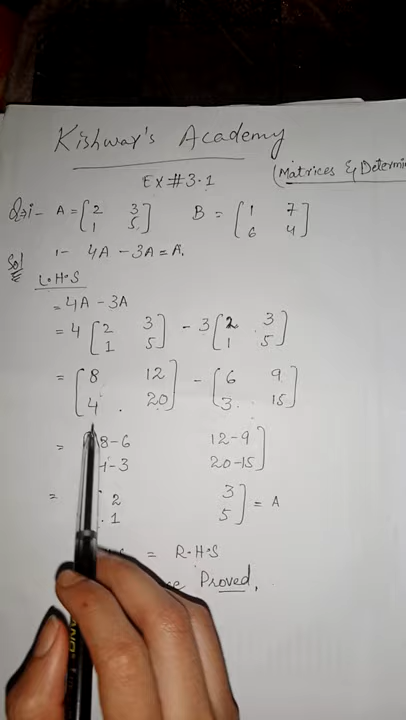 Kishwar's Academy
Ex#3.1
(Matrices & Determin
Q7:- A=[2 3
1 5] B=[1 7
6 4]
1- 4A-3A=A.
Sol
L.H.S
=4A-3A
=4[2 3
1 5] -3[2 3
1 5]
=[8 12
4 20] -[6 9
3 15]
= 8-6 12-9
-3 20-15]
= 2 3
1 5] =A
= R.H.S
Proved,